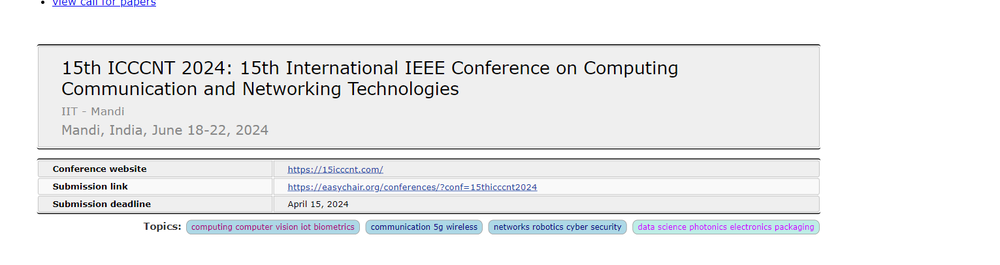 View call for papers
15th ICCCNT 2024: 15th International IEEE Conference on Computing
Communication and Networking Technologies
IIT - Mandi
Mandi, India, June 18-22, 2024
Conference website https://15icccnt.com/
Submission link https://easychair.org/conferences/?conf=15thicccnt2024
Submission deadline April 15, 2024
Topics: computing computer vision iot biometrics communication 5g wireless networks robotics cyber security data science photonics electronics packaging